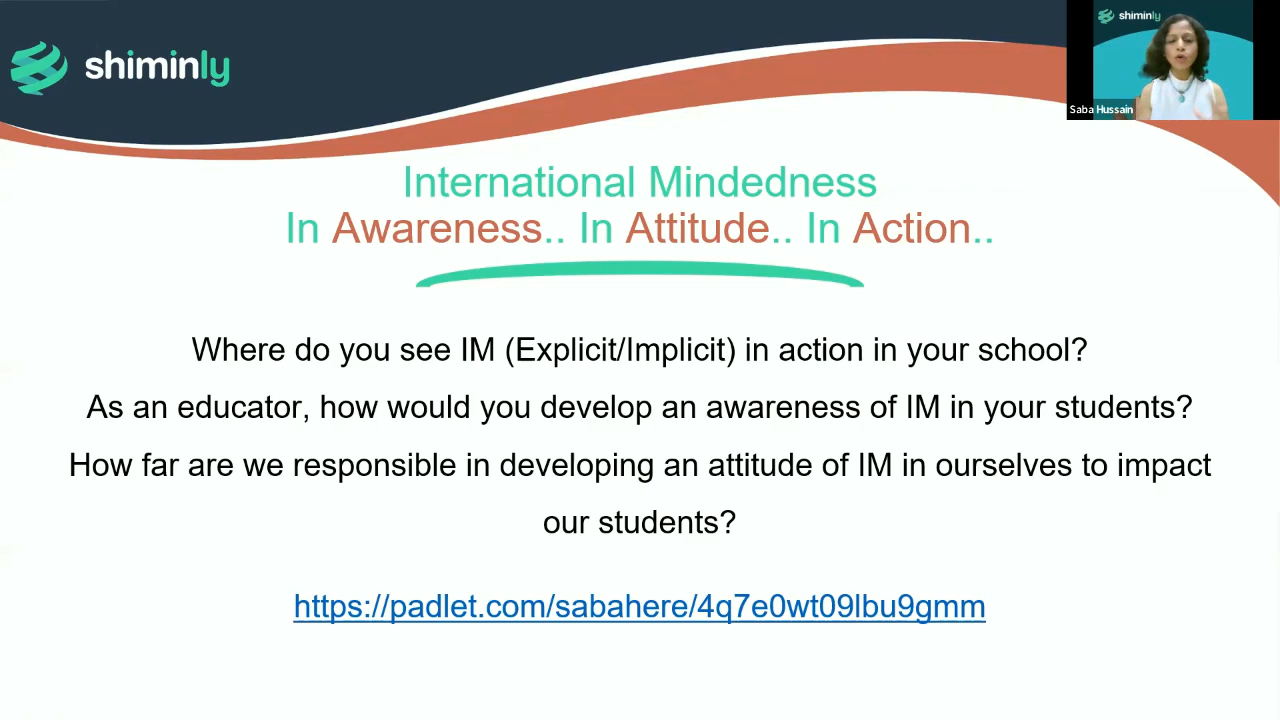 shiminly
shiminly
Saba Hussain
International Mindedness
In Awareness.. In Attitude.. In Action..
Where do you see IM (Explicit/Implicit) in action in your school?
As an educator, how would you develop an awareness of IM in your students?
How far are we responsible in developing an attitude of IM in ourselves to impact
our students?
https://padlet.com/sabahere/4q7e0wt09lbu9gmm